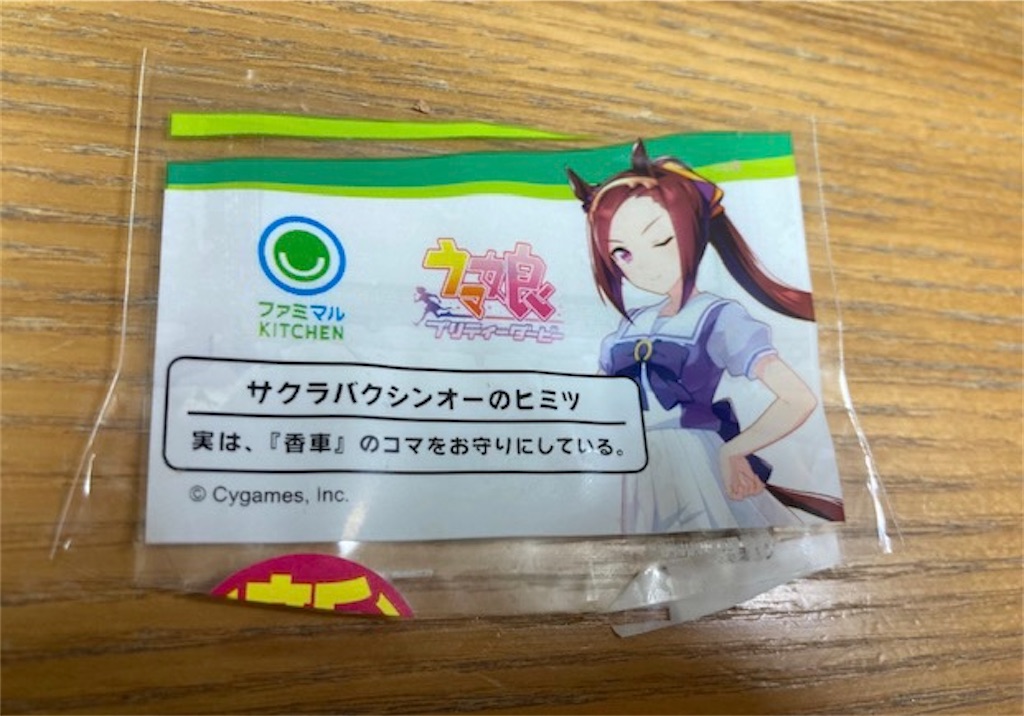 ファミマル
KITCHEN
ウマ娘
プリティーダービー
サクラバクシンオーのヒミツ
実は、『香車』のコマをお守りにしている。
© Cygames, Inc.